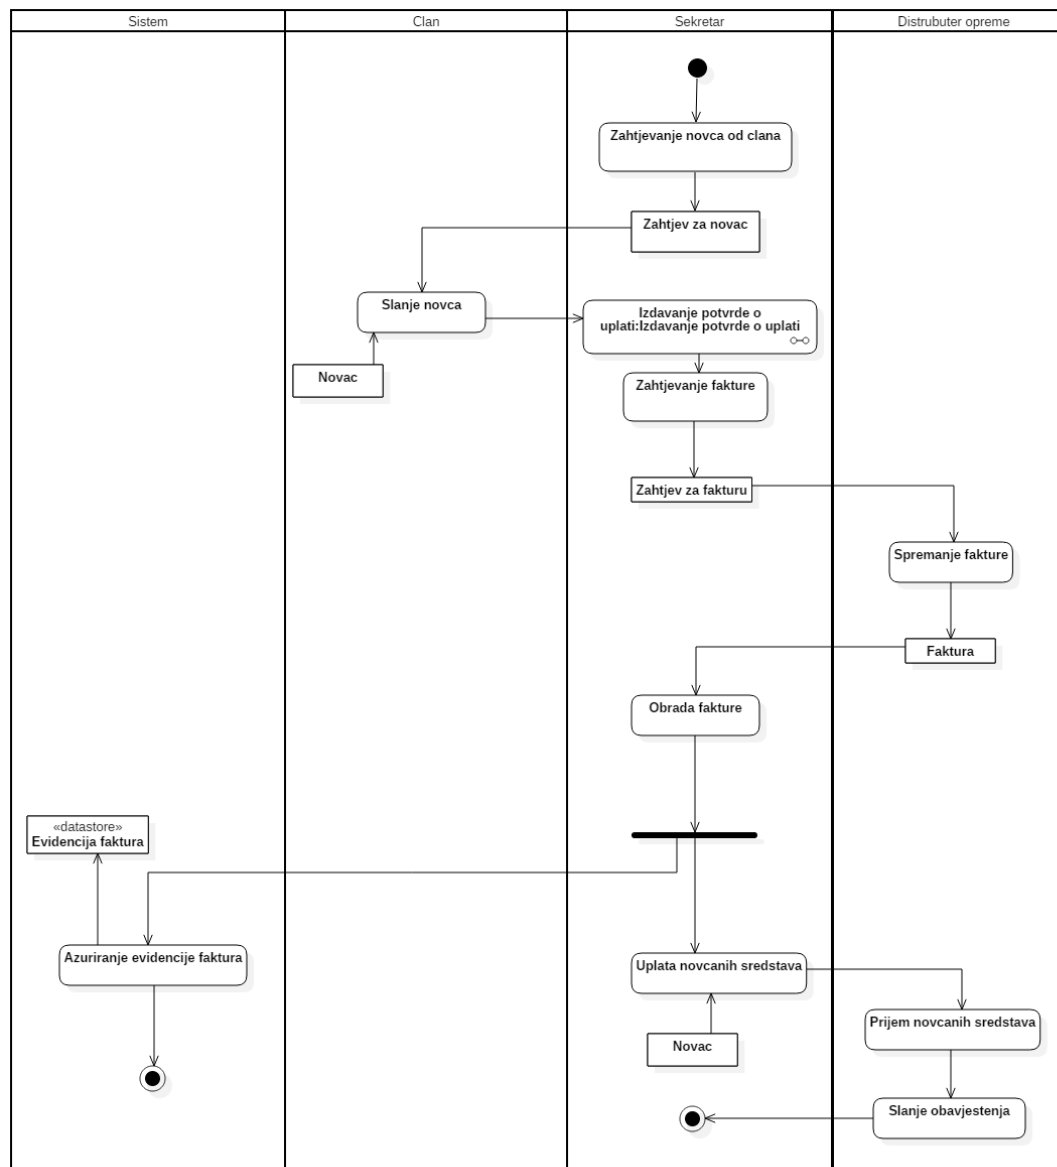 Sistem
Clan
Sekretar
Distrubuter opreme
Zahtjevanje novca od clana
Zahtjev za novac
Slanje novca
Izdavanje potvrde o
uplati:Izdavanje potvrde o uplati
Novac
Zahtjevanje fakture
Zahtjev za fakturu
Spremanje fakture
Faktura
Obrada fakture
«datastore»
Evidencija faktura
Azuriranje evidencije faktura
Uplata novcanih sredstava
Prijem novcanih sredstava
Novac
Slanje obavjestenja